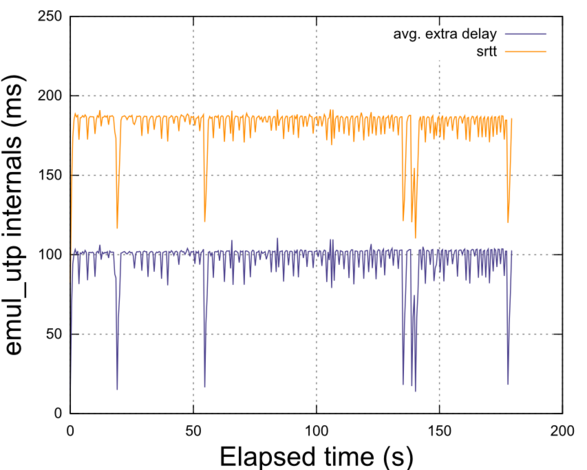 250
200
150
100
50
0
avg. extra delay
srtt
emul_utp internals (ms)
0 50 100 150 200
Elapsed time (s)